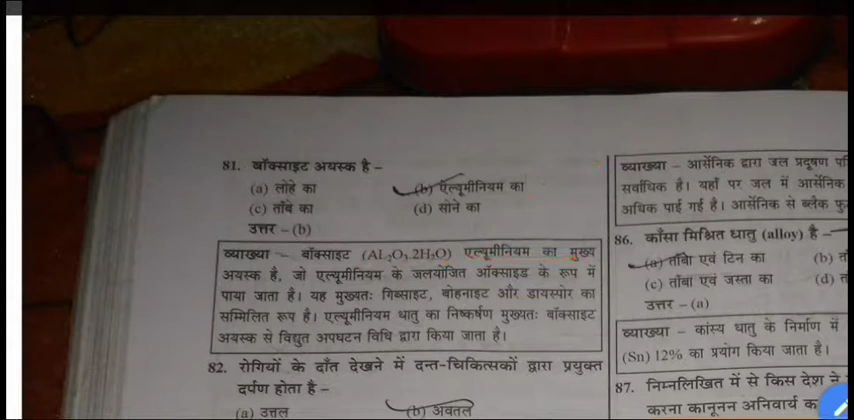 81. बॉक्साइट अयस्क है –
(a) लोहे का (b) ऐल्यूमीनियम का
(c) ताँबे का (d) सोने का
उत्तर – (b)
व्याख्या – बॉक्साइट (Al₂O₃2H₂O) एल्यूमीनियम का मुख्य
अयस्क है, जो एल्यूमीनियम के जलयोजित ऑक्साइड के रूप में
पाया जाता है। यह मुख्यतः गिब्साइट, बोहनाइट और डायस्पोर का
सम्मिलित रूप है। एल्यूमीनियम धातु का निष्कर्षण मुख्यतः बॉक्साइट
अयस्क से विद्युत अपघटन विधि द्वारा किया जाता है।
82. रोगियों के दाँत देखने में दन्त-चिकित्सकों द्वारा प्रयुक्त
दर्पण होता है –
(a) उत्तल (b) अवतल
व्याख्या – आर्सेनिक द्वारा जल प्रदूषण
सर्वाधिक है। यहाँ पर जल में आर्सेनिक
अधिक पाई गई है। आर्सेनिक से ब्लैक फु
86. काँसा मिश्रित धातु (alloy) है –
(a) ताँबा एवं टिन का (b)
(c) ताँबा एवं जस्ता का (d)
उत्तर – (a)
व्याख्या – कांस्य धातु के निर्माण में
(Sn) 12% का प्रयोग किया जाता है।
87. निम्नलिखित में से किस देश ने
करना कानूनन अनिवार्य